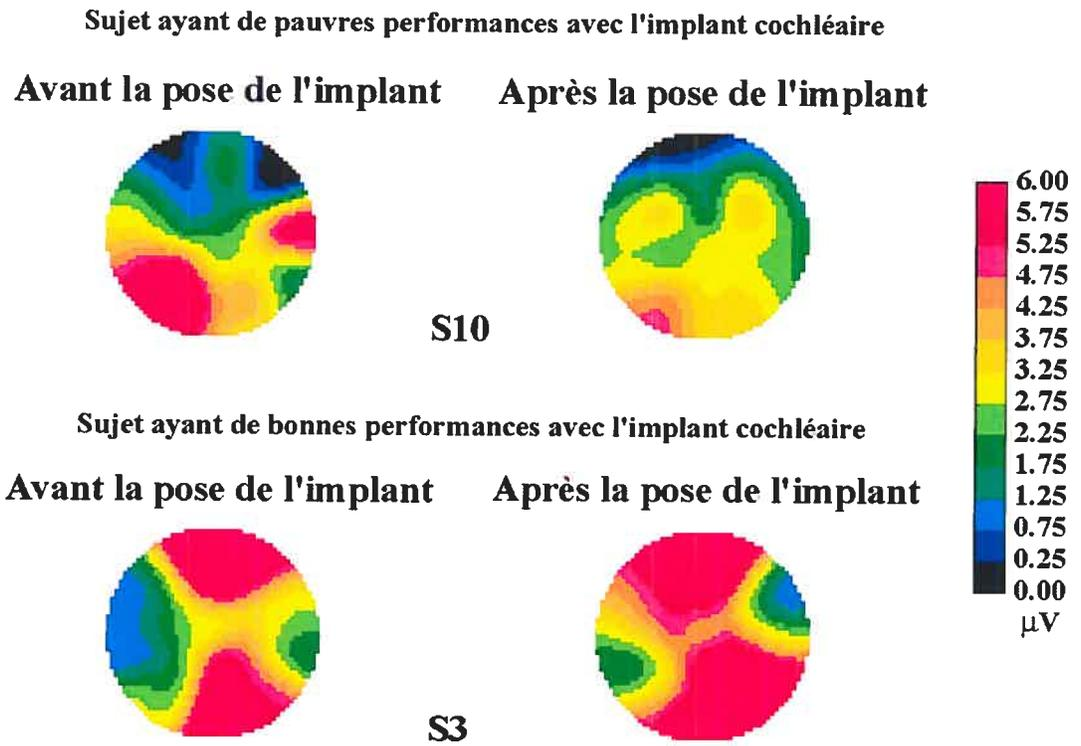 Sujet ayant de pauvres performances avec l'implant cochléaire
Avant la pose de l'implant
Après la pose de l'implant
S10
Sujet ayant de bonnes performances avec l'implant cochléaire
Avant la pose de l'implant
Après la pose de l'implant
S3
6.00
5.75
5.25
4.75
4.25
3.75
3.25
2.75
2.25
1.75
1.25
0.75
0.25
0.00
µV